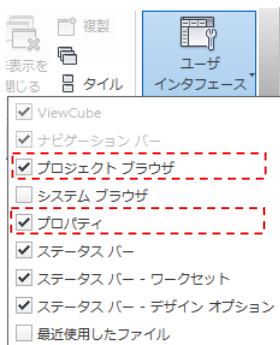 複製
表示を
閉じる
タイル
ユーザ
インタフェース
ViewCube
ナビゲーション バー
プロジェクト ブラウザ
システム ブラウザ
プロパティ
ステータス バー
ステータス バー - ワークセット
ステータス バー - デザイン オプション
最近使用したファイル